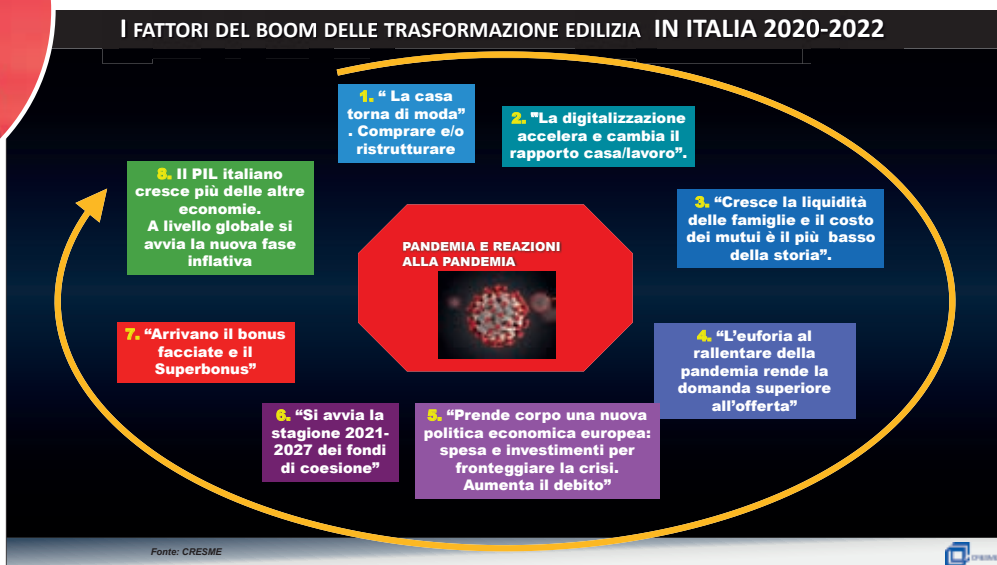 I FATTORI DEL BOOM DELLE TRASFORMAZIONE EDILIZIA IN ITALIA 2020-2022
1. “ La casa
torna di moda”
. Comprare e/o
ristrutturare
2. "La digitalizzazione
accelera e cambia il
rapporto casa/lavoro”.
3. “Cresce la liquidità
delle famiglie e il costo
dei mutui è il più basso
della storia”.
4. “L’euforia al
rallentare della
pandemia rende la
domanda superiore
all’offerta”
5. “Prende corpo una nuova
politica economica europea:
spesa e investimenti per
fronteggiare la crisi.
Aumenta il debito”
6. “Si avvia la
stagione 2021-
2027 dei fondi
di coesione”
7. “Arrivano il bonus
facciate e il
Superbonus”
8. Il PIL italiano
cresce più delle altre
economie.
A livello globale si
avvia la nuova fase
inflativa
PANDEMIA E REAZIONI
ALLA PANDEMIA
Fonte: CRESME
CRESME